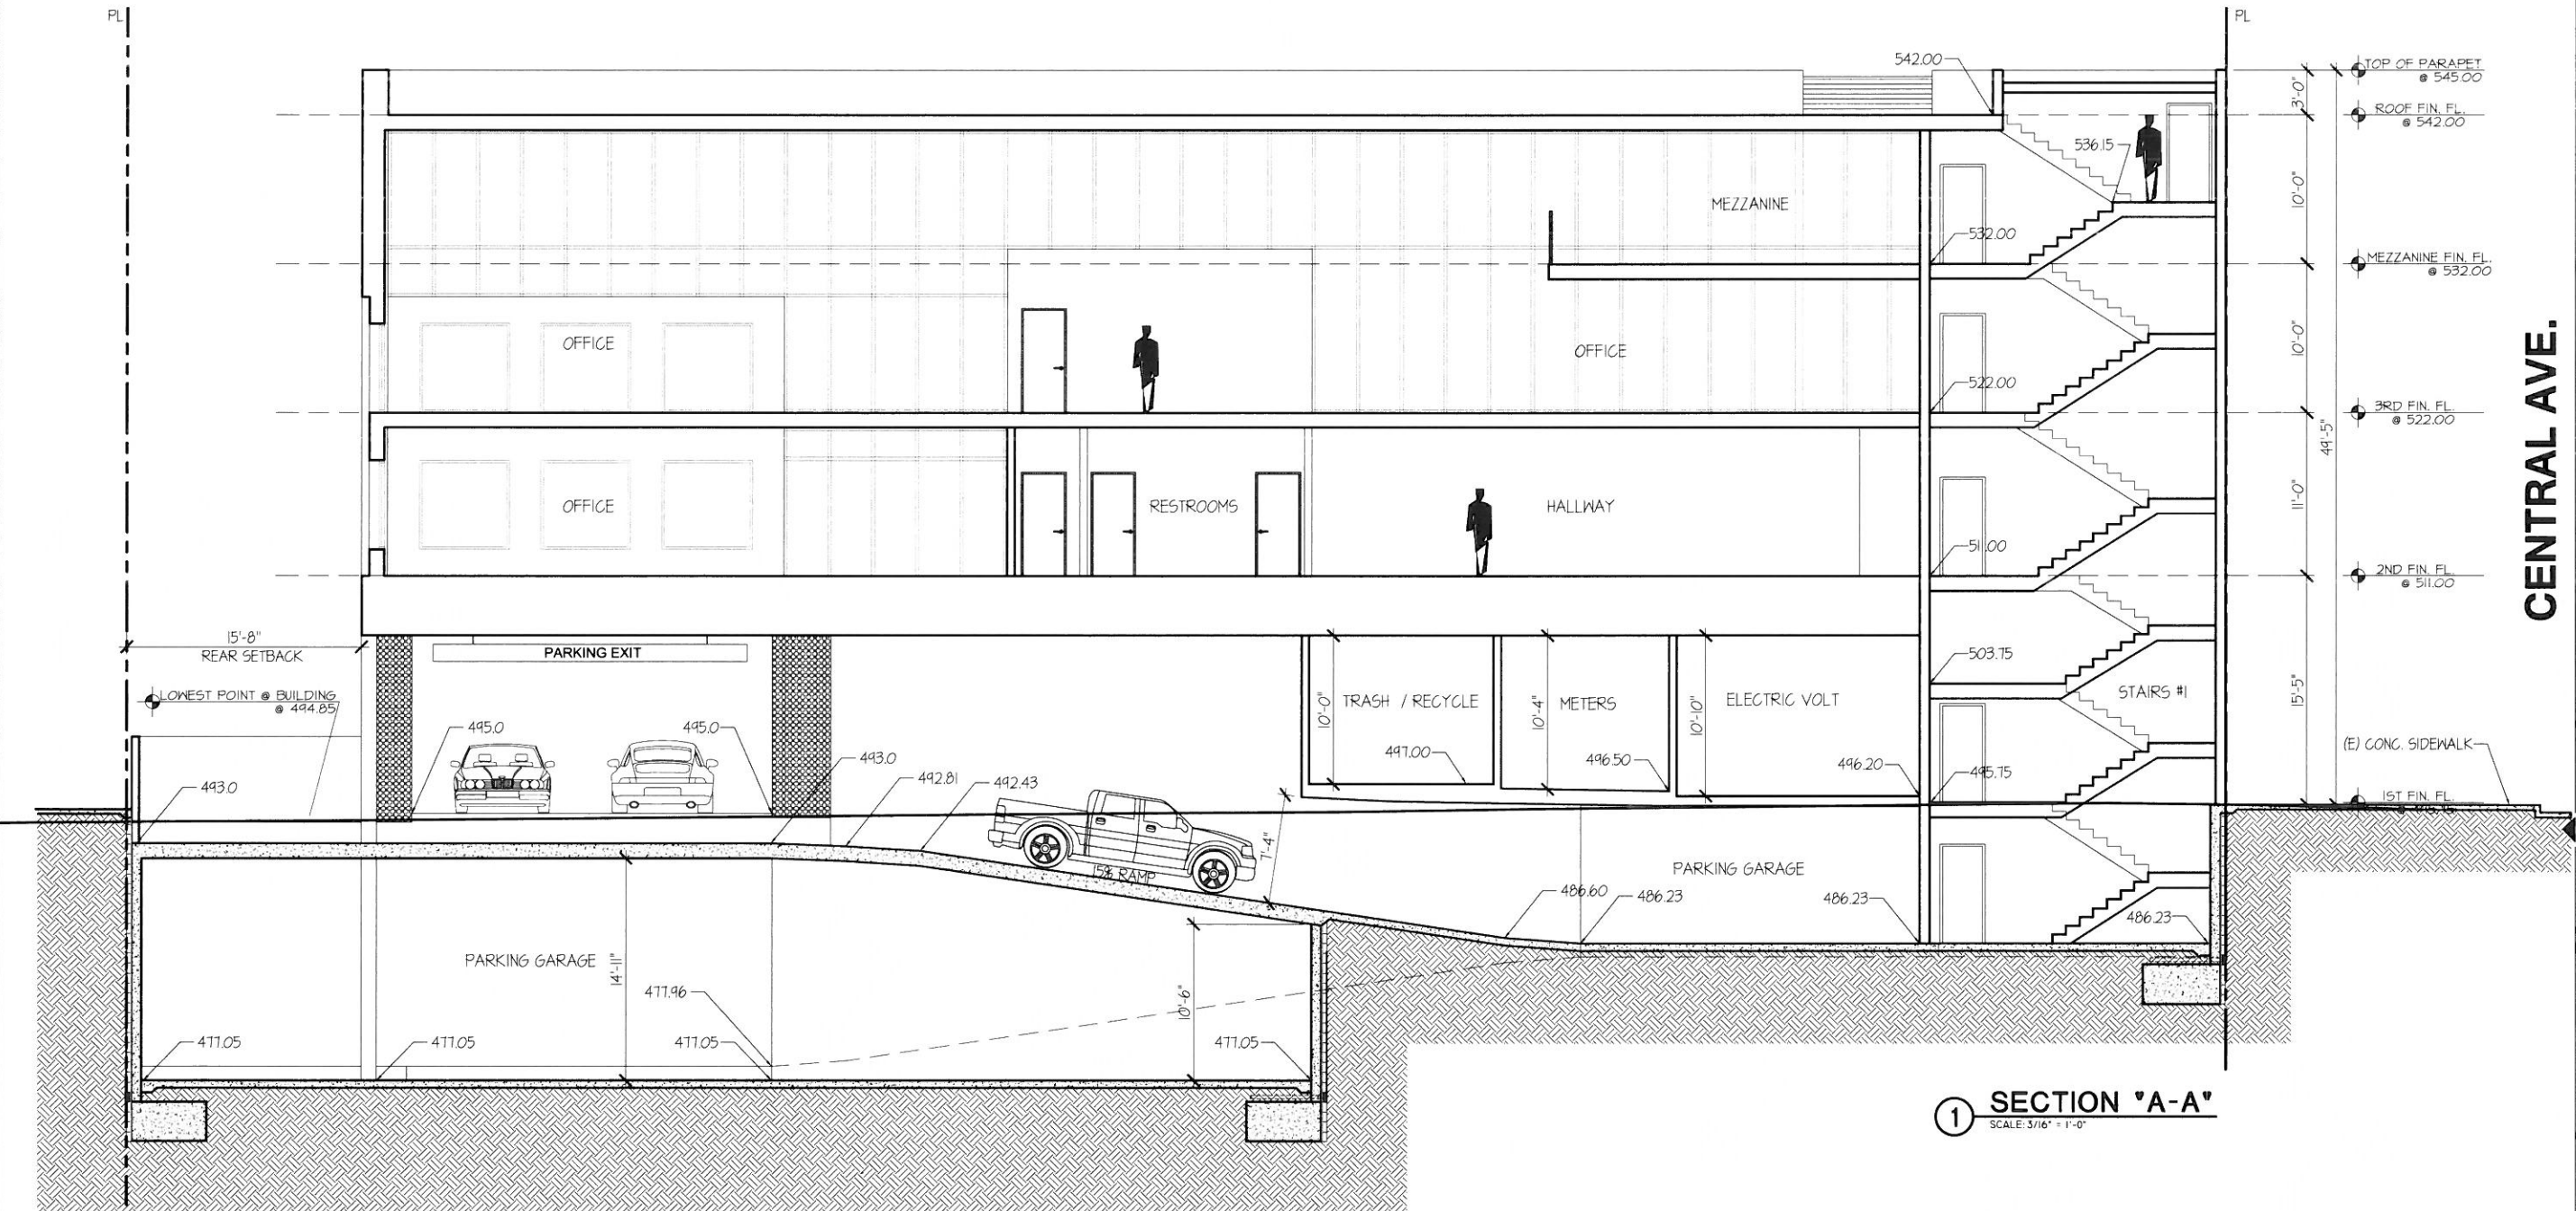 PL
PL
542.00
TOP OF PARAPET
@ 545.00
3'-0"
ROOF FIN. FL.
@ 542.00
536.15
10'-0"
MEZZANINE
532.00
MEZZANINE FIN. FL.
@ 532.00
OFFICE
OFFICE
10'-0"
522.00
3RD FIN. FL.
@ 522.00
49'-5"
CENTRAL AVE.
OFFICE
RESTROOMS
HALLWAY
11'-0"
511.00
2ND FIN. FL.
@ 511.00
15'-8"
REAR SETBACK
PARKING EXIT
503.75
LOWEST POINT @ BUILDING
@ 494.85
10'-0"
TRASH / RECYCLE
10'-4"
METERS
10'-10"
ELECTRIC VOLT
STAIRS #1
15'-5"
495.0
495.0
493.0
497.00
496.50
496.20
495.75
(E) CONC. SIDEWALK
493.0
492.81
492.43
1ST FIN. FL.
7'-4"
15% RAMP
PARKING GARAGE
486.60
486.23
486.23
486.23
PARKING GARAGE
14'-11"
477.96
10'-6"
477.05
477.05
477.05
477.05
1
SECTION "A-A"
SCALE: 3/16" = 1'-0"